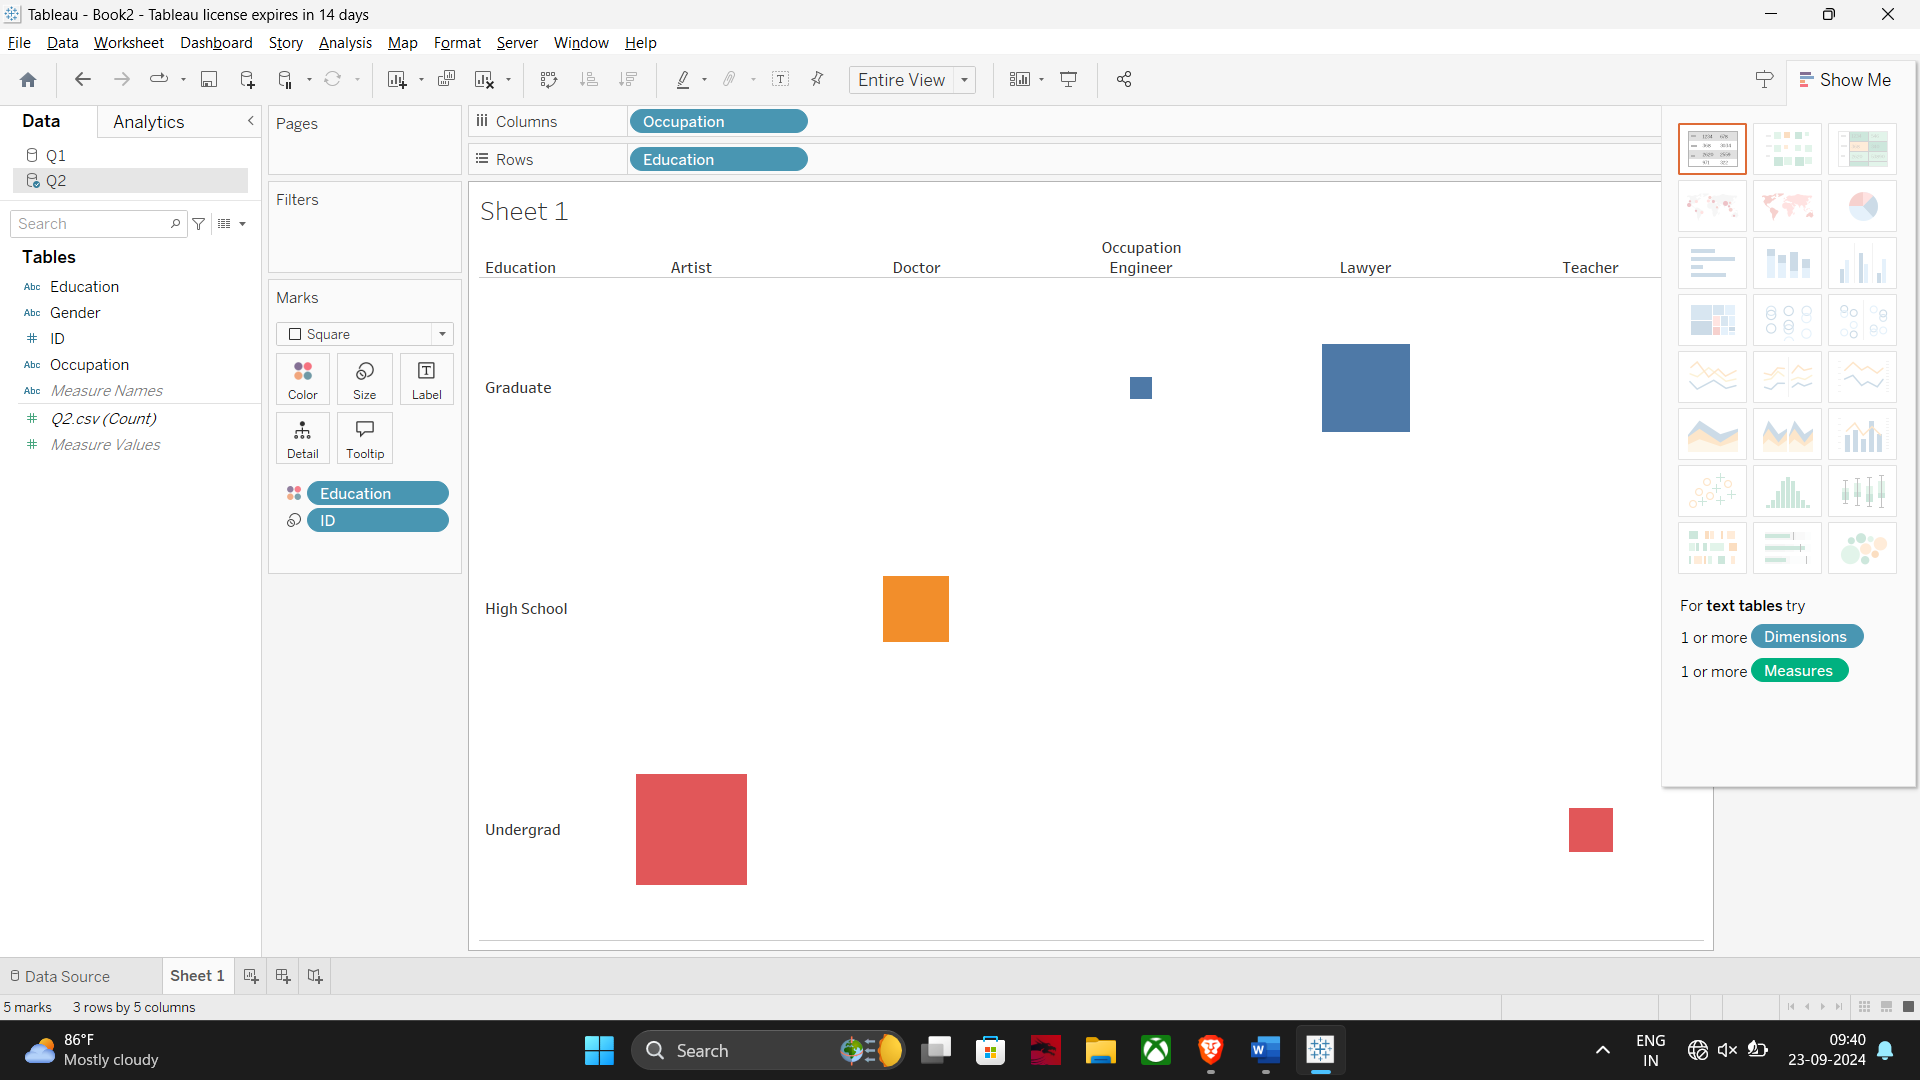 Tableau - Book2 - Tableau license expires in 14 days
File Data Worksheet Dashboard Story Analysis Map Format Server Window Help
Entire View
Show Me
Data Analytics
Q1
Q2
Search
Tables
Abc Education
Abc Gender
# ID
Abc Occupation
Abc Measure Names
# Q2.csv (Count)
# Measure Values
Pages
Filters
Marks
Square
Color Size Label
Detail Tooltip
Education
ID
Columns Occupation
Rows Education
Sheet 1
Occupation
Education Artist Doctor Engineer Lawyer Teacher
Graduate
High School
Undergrad
For text tables try
1 or more Dimensions
1 or more Measures
Data Source Sheet 1
5 marks 3 rows by 5 columns
86°F
Mostly cloudy
Search
ENG
IN
09:40
23-09-2024